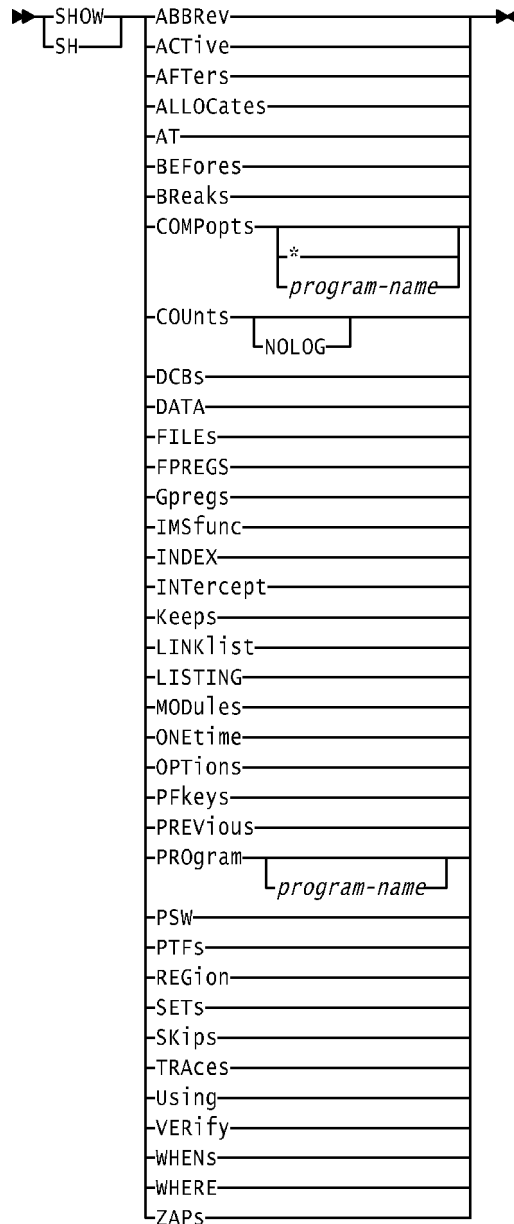 SHOW ABBRev
SH ACTive
AFTers
ALLOCates
AT
BEFores
BReaks
COMPopts
*
program-name
COUnts
NOLOG
DCBs
DATA
FILEs
FPREGS
Gpregs
IMSfunc
INDEX
INTercept
Keeps
LINKlist
LISTING
MODules
ONEtime
OPTions
PFkeys
PREVious
PROgram
program-name
PSW
PTFs
REGion
SETs
SKips
TRAces
Using
VERify
WHENs
WHERE
ZAPs